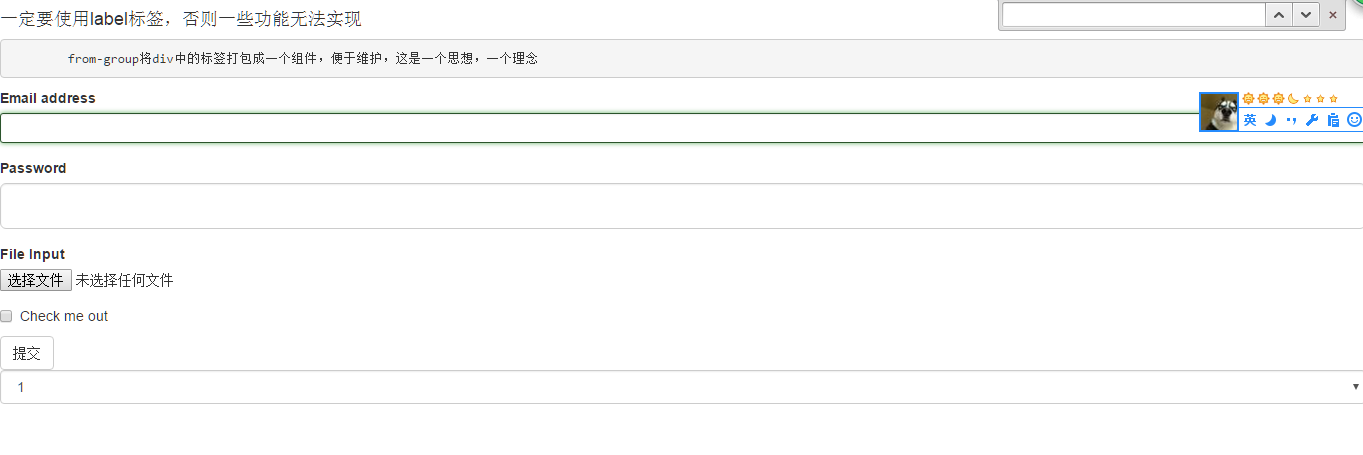 一定要使用label标签，否则一些功能无法实现
from-group将div中的标签打包成一个组件，便于维护，这是一个思想，一个理念
Email address
英
Password
File Input
选择文件 未选择任何文件
Check me out
提交
1